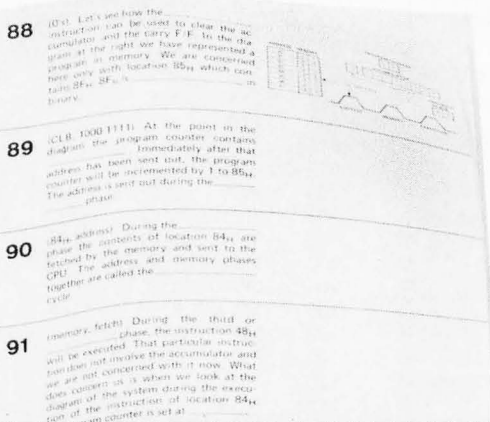 88
(0's). Let's see how the
instruction can be used to clear the ac-
cumulator and the carry F/F. In the dia-
gram at the right we have represented a
program in memory. We are concerned
here only with location 85H which con-
tains 8FH. 8FH is in
binary.
89
(CLB, 1000 1111) At the point in the
diagram the program counter contains
. Immediately after that
address has been sent out, the program
counter will be incremented by 1 to 85H.
The address is sent out during the
phase.
90
(84H, address) During the
phase the contents of location 84H are
fetched by the memory and sent to the
CPU. The address and memory phases
together are called the
cycle.
91
(memory, fetch) During the third or
phase, the instruction 48H
will be executed. That particular instruc-
tion does not involve the accumulator and
we are not concerned with it now. What
does concern us is when we look at the
diagram of the system during the execu-
tion of the instruction of location 84H
counter is set at